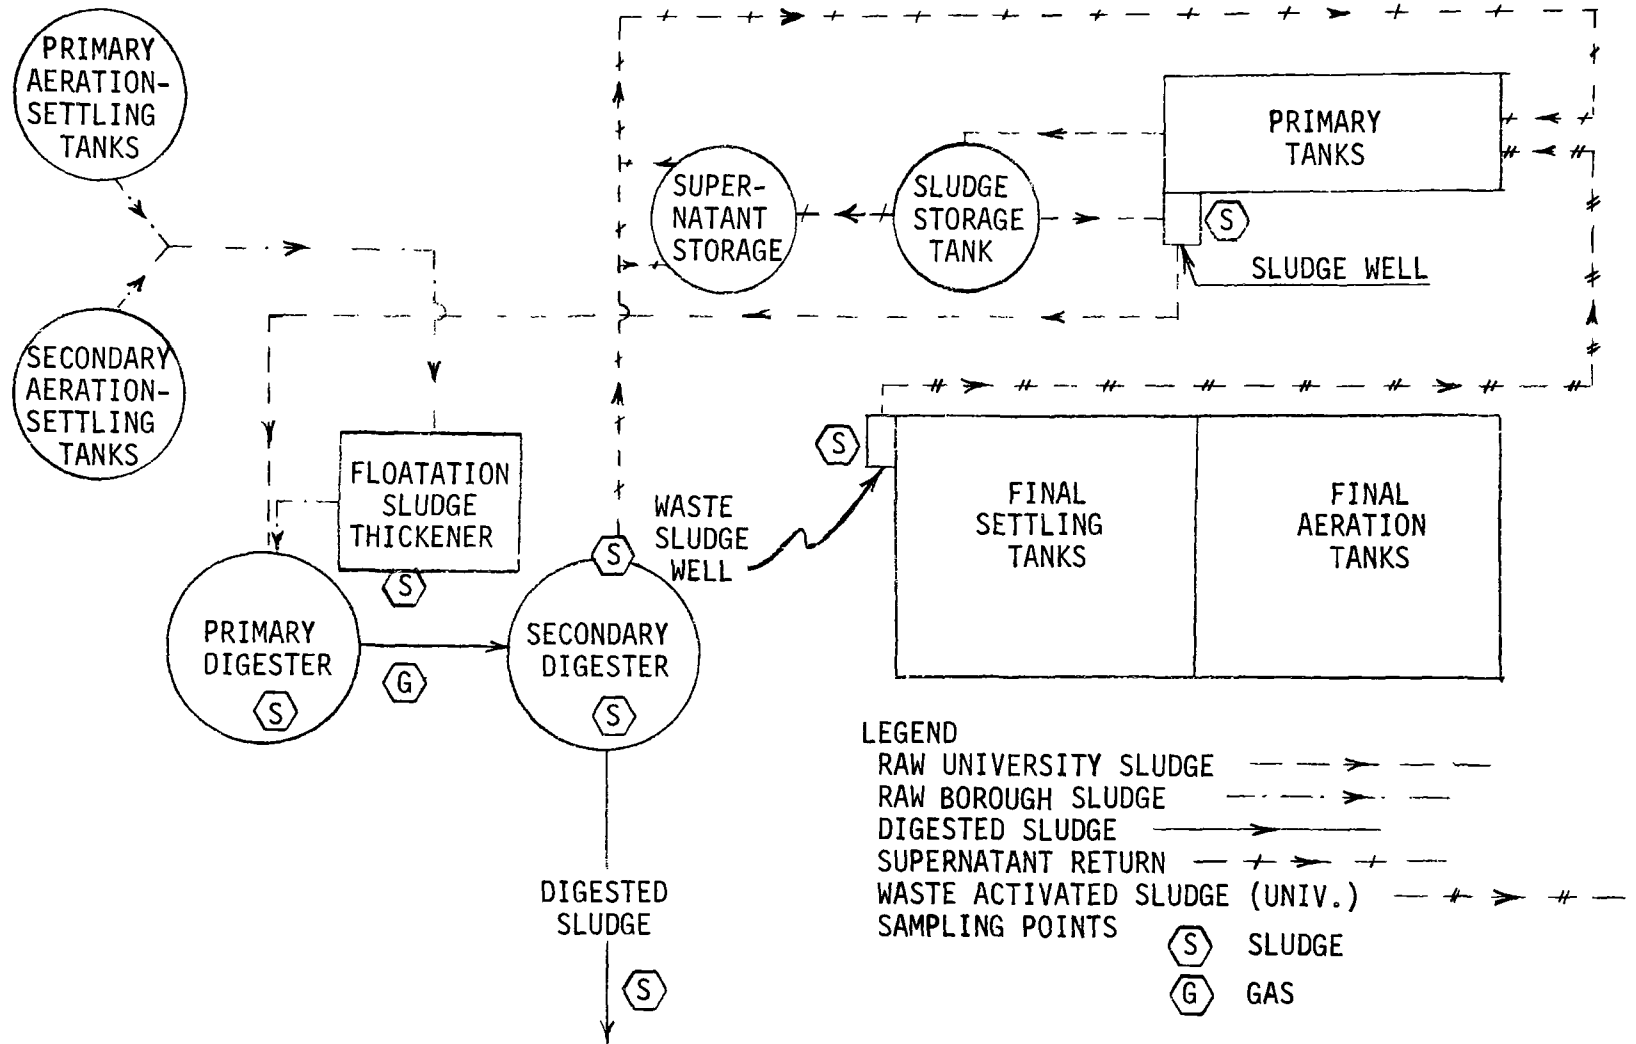 PRIMARY
AERATION-
SETTLING
TANKS
SECONDARY
AERATION-
SETTLING
TANKS
FLOATATION
SLUDGE
THICKENER
S
PRIMARY
DIGESTER
S
G
S
SECONDARY
DIGESTER
S
DIGESTED
SLUDGE
S
SUPER-
NATANT
STORAGE
SLUDGE
STORAGE
TANK
PRIMARY
TANKS
S
SLUDGE WELL
S
WASTE
SLUDGE
WELL
FINAL
SETTLING
TANKS
FINAL
AERATION
TANKS
LEGEND
RAW UNIVERSITY SLUDGE
RAW BOROUGH SLUDGE
DIGESTED SLUDGE
SUPERNATANT RETURN
WASTE ACTIVATED SLUDGE (UNIV.)
SAMPLING POINTS
S SLUDGE
G GAS